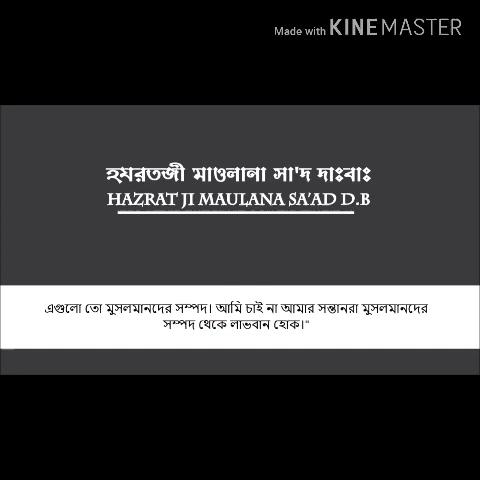 Made with KINEMASTER
হযরতজী মাওলানা সা'দ দাঃবাঃ
HAZRAT JI MAULANA SA'AD D.B
এগুলো তো মুসলমানদের সম্পদ। আমি চাই না আমার সন্তানরা মুসলমানদের
সম্পদ থেকে লাভবান হোক।"